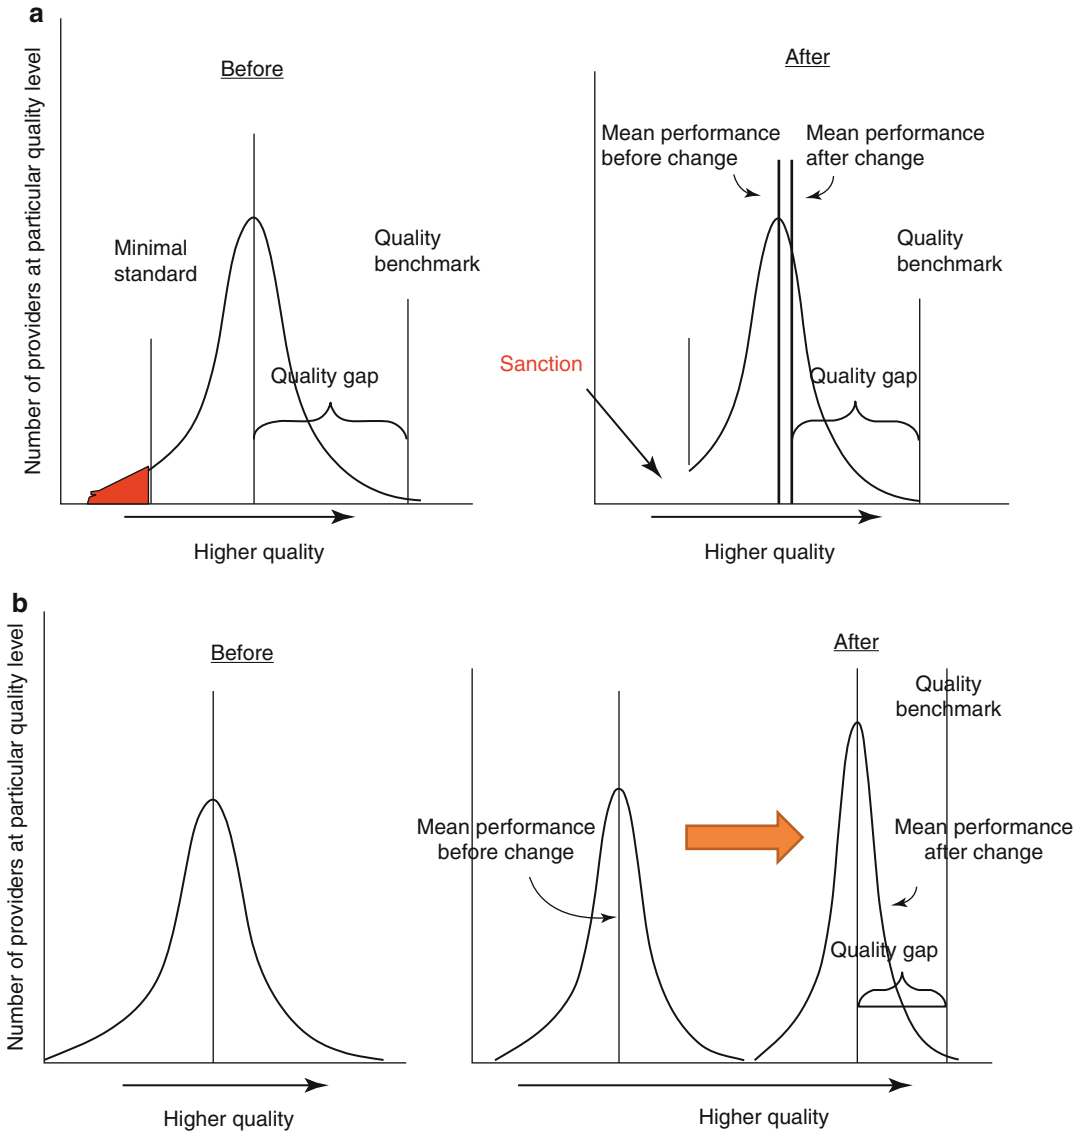 a
Number of providers at particular quality level
Before
Minimal
standard
Quality
benchmark
Quality gap
Higher quality
After
Mean performance
before change
Mean performance
after change
Quality
benchmark
Sanction
Quality gap
Higher quality
b
Number of providers at particular quality level
Before
Higher quality
After
Quality
benchmark
Mean performance
before change
Mean performance
after change
Quality gap
Higher quality